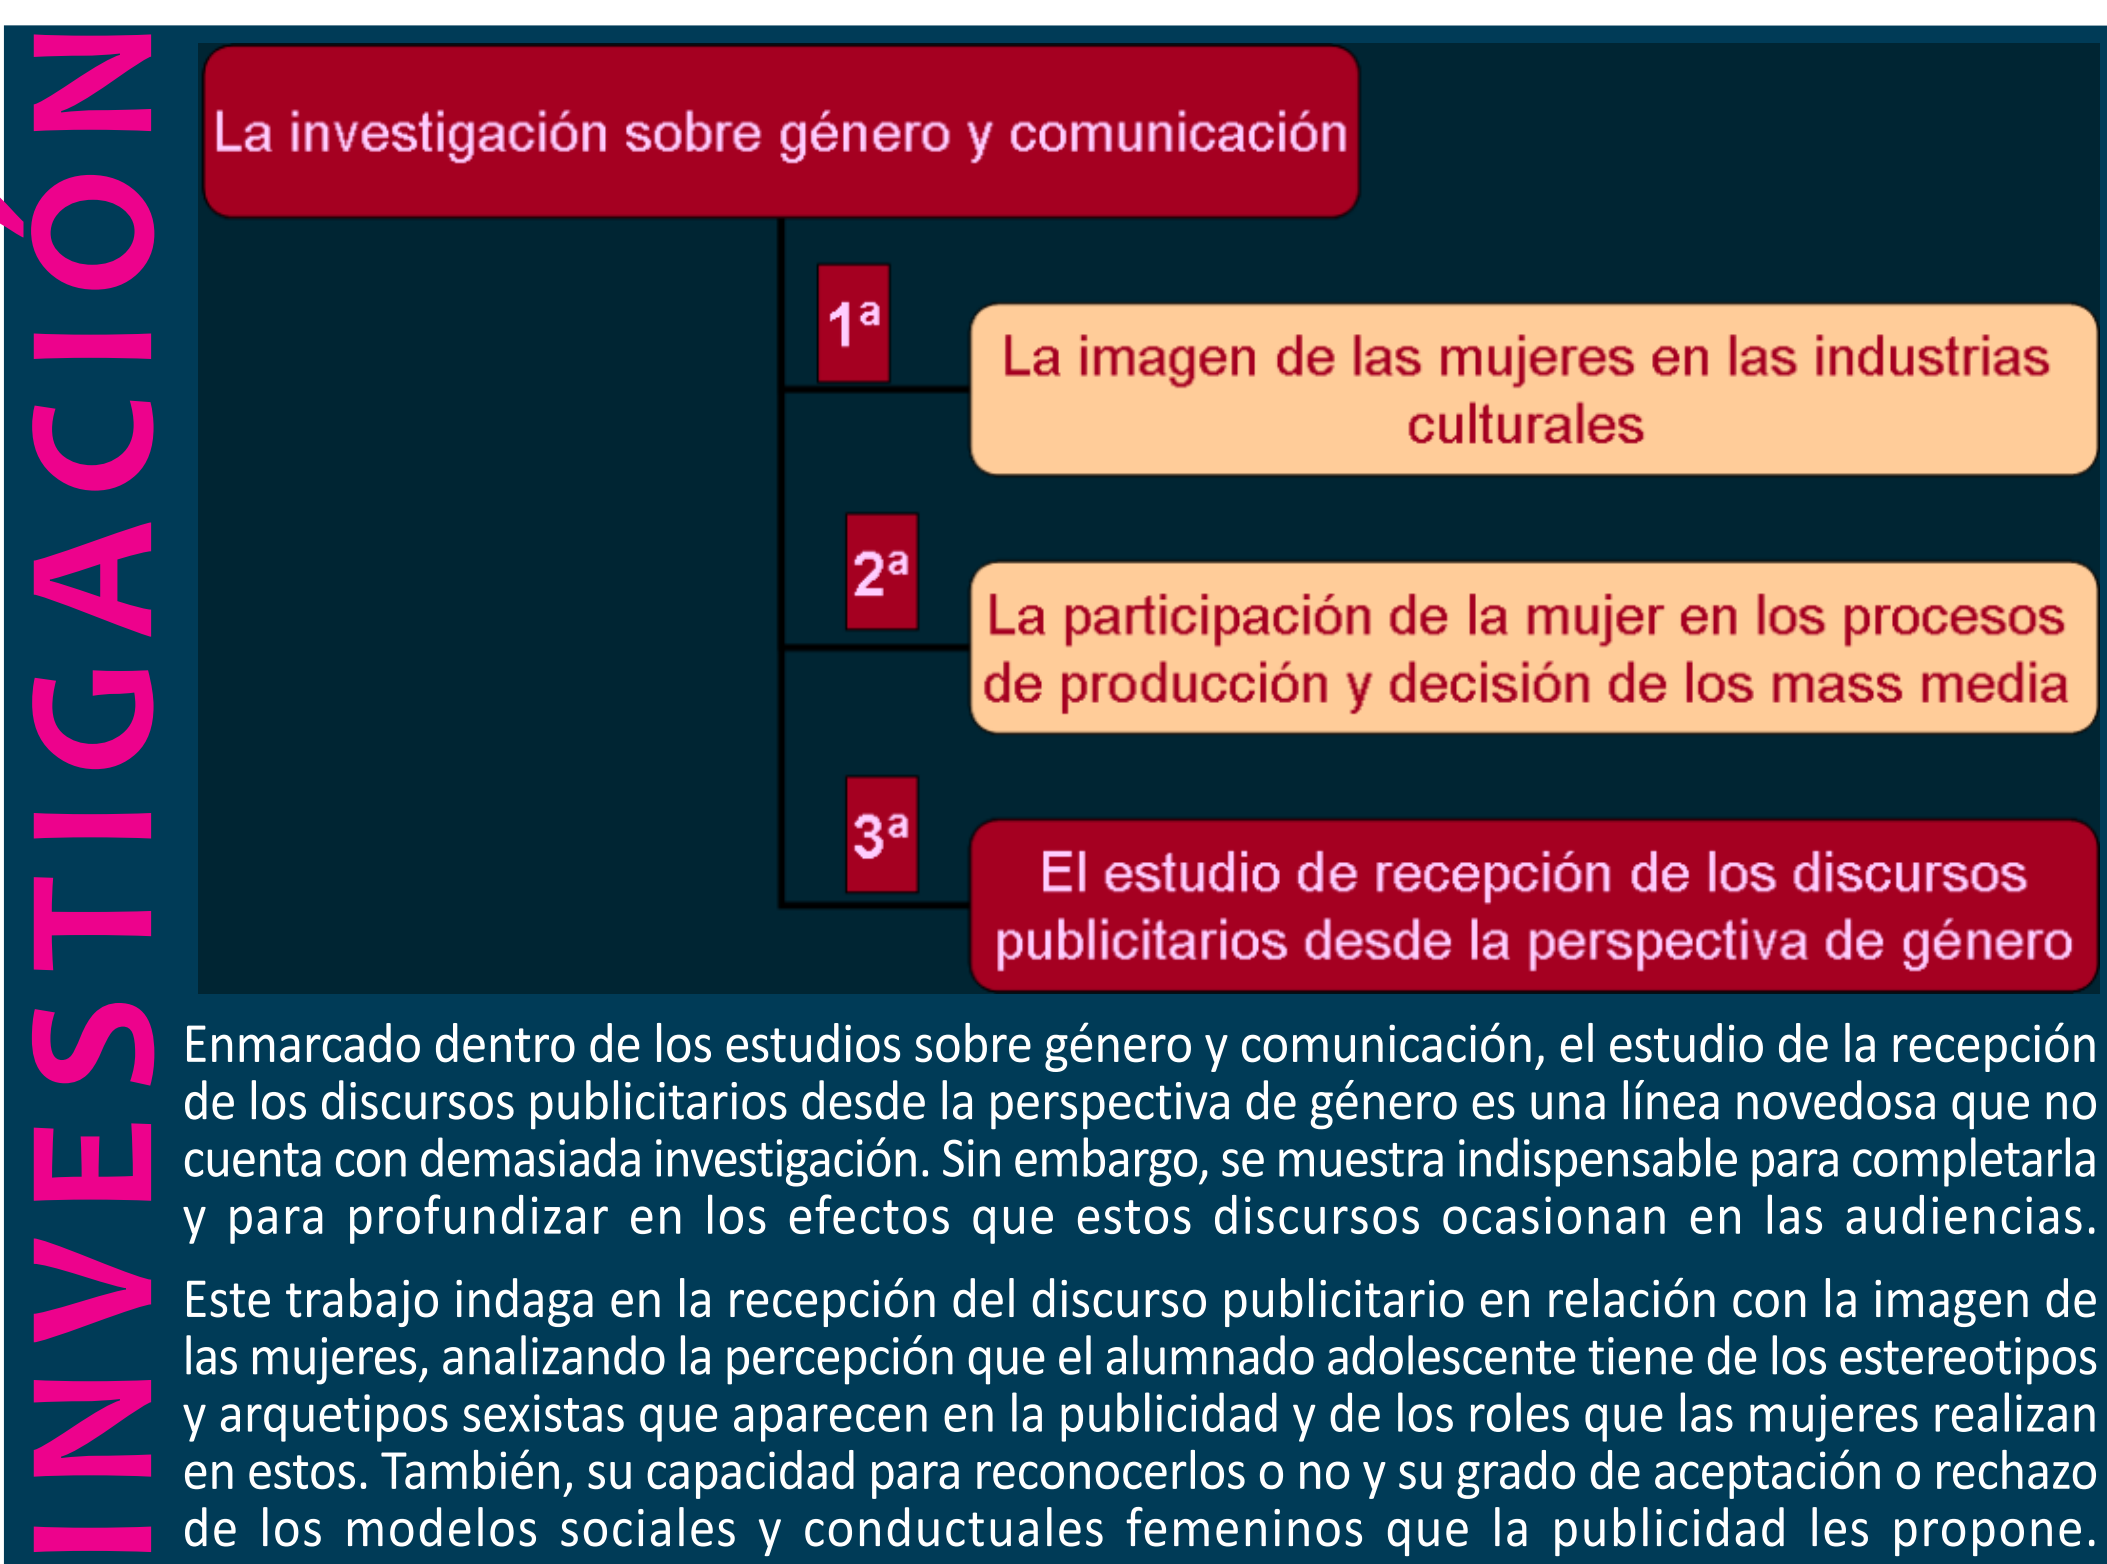 INVESTIGACIÓN
La investigación sobre género y comunicación
1ª
La imagen de las mujeres en las industrias
culturales
2ª
La participación de la mujer en los procesos
de producción y decisión de los mass media
3ª
El estudio de recepción de los discursos
publicitarios desde la perspectiva de género
Enmarcado dentro de los estudios sobre género y comunicación, el estudio de la recepción
de los discursos publicitarios desde la perspectiva de género es una línea novedosa que no
cuenta con demasiada investigación. Sin embargo, se muestra indispensable para completarla
y para profundizar en los efectos que estos discursos ocasionan en las audiencias.
Este trabajo indaga en la recepción del discurso publicitario en relación con la imagen de
las mujeres, analizando la percepción que el alumnado adolescente tiene de los estereotipos
y arquetipos sexistas que aparecen en la publicidad y de los roles que las mujeres realizan
en estos. También, su capacidad para reconocerlos o no y su grado de aceptación o rechazo
de los modelos sociales y conductuales femeninos que la publicidad les propone.